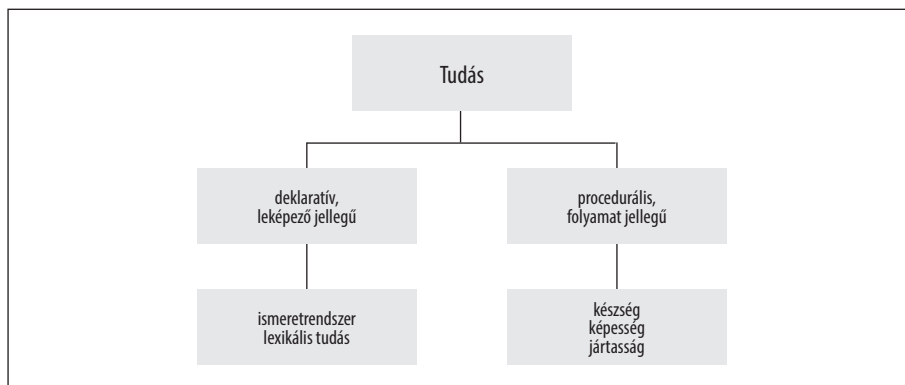 Tudás
deklaratív,
leképező jellegű
procedurális,
folyamat jellegű
ismeretrendszer
lexikális tudás
készség
képesség
jártasság